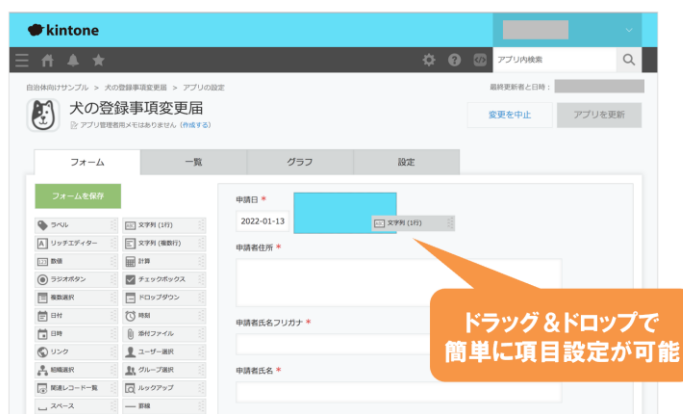 kintone
アプリ内検索
自治体向けサンプル > 犬の登録事項変更届 > アプリの設定
最終更新者と日時：
犬の登録事項変更届
アプリ管理者用メモはありません（作成する）
変更を中止
アプリを更新
フォーム
一覧
グラフ
設定
フォームを保存
申請日 *
ラベル
文字列 (1行)
2022-01-13
文字列 (1行)
リッチエディター
文字列 (複数行)
申請者住所 *
数値
計算
ラジオボタン
チェックボックス
複数選択
ドロップダウン
日付
時刻
申請者氏名フリガナ *
日時
添付ファイル
リンク
ユーザー選択
組織選択
グループ選択
申請者氏名 *
関連レコード一覧
ルックアップ
スペース
罫線
ドラッグ＆ドロップで
簡単に項目設定が可能